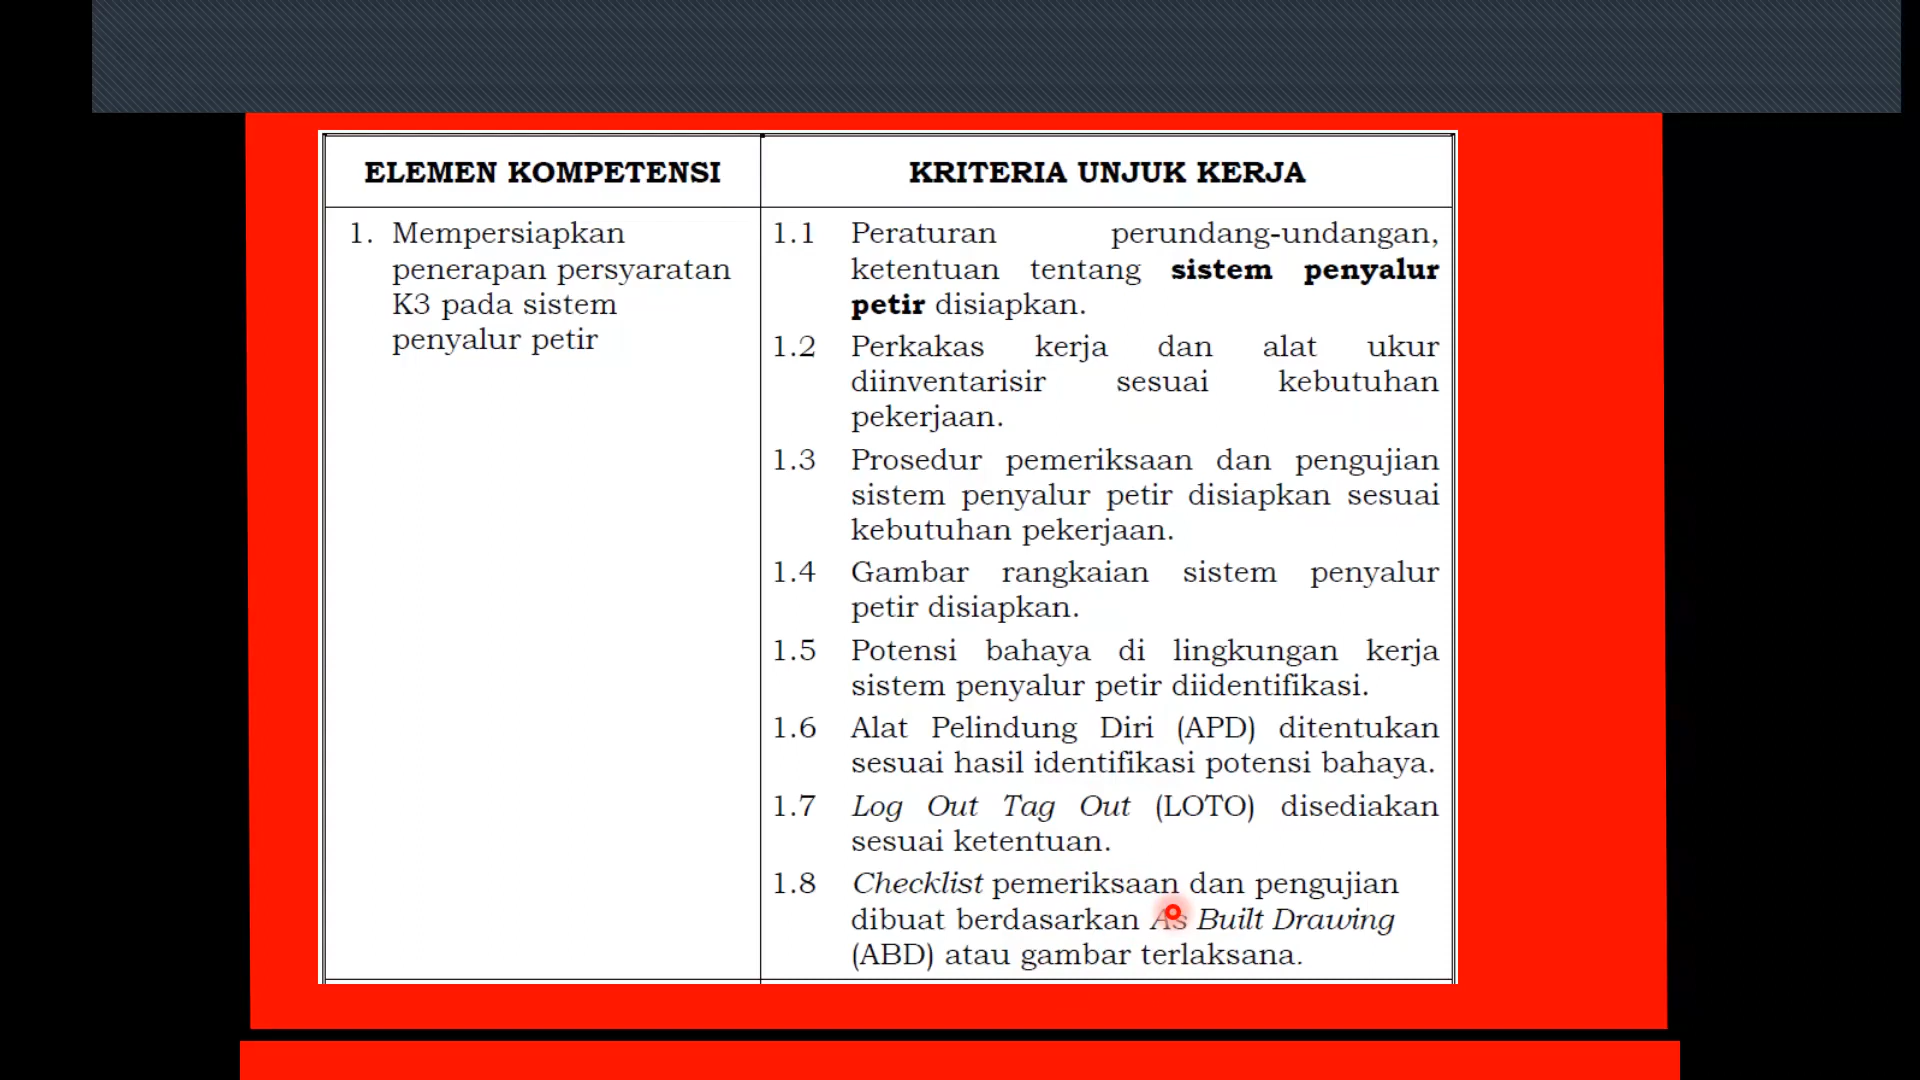 ELEMEN KOMPETENSI
KRITERIA UNJUK KERJA
1. Mempersiapkan
penerapan persyaratan
K3 pada sistem
penyalur petir
1.1 Peraturan perundang-undangan,
ketentuan tentang sistem penyalur
petir disiapkan.
1.2 Perkakas kerja dan alat ukur
diinventarisir sesuai kebutuhan
pekerjaan.
1.3 Prosedur pemeriksaan dan pengujian
sistem penyalur petir disiapkan sesuai
kebutuhan pekerjaan.
1.4 Gambar rangkaian sistem penyalur
petir disiapkan.
1.5 Potensi bahaya di lingkungan kerja
sistem penyalur petir diidentifikasi.
1.6 Alat Pelindung Diri (APD) ditentukan
sesuai hasil identifikasi potensi bahaya.
1.7 Log Out Tag Out (LOTO) disediakan
sesuai ketentuan.
1.8 Checklist pemeriksaan dan pengujian
dibuat berdasarkan As Built Drawing
(ABD) atau gambar terlaksana.